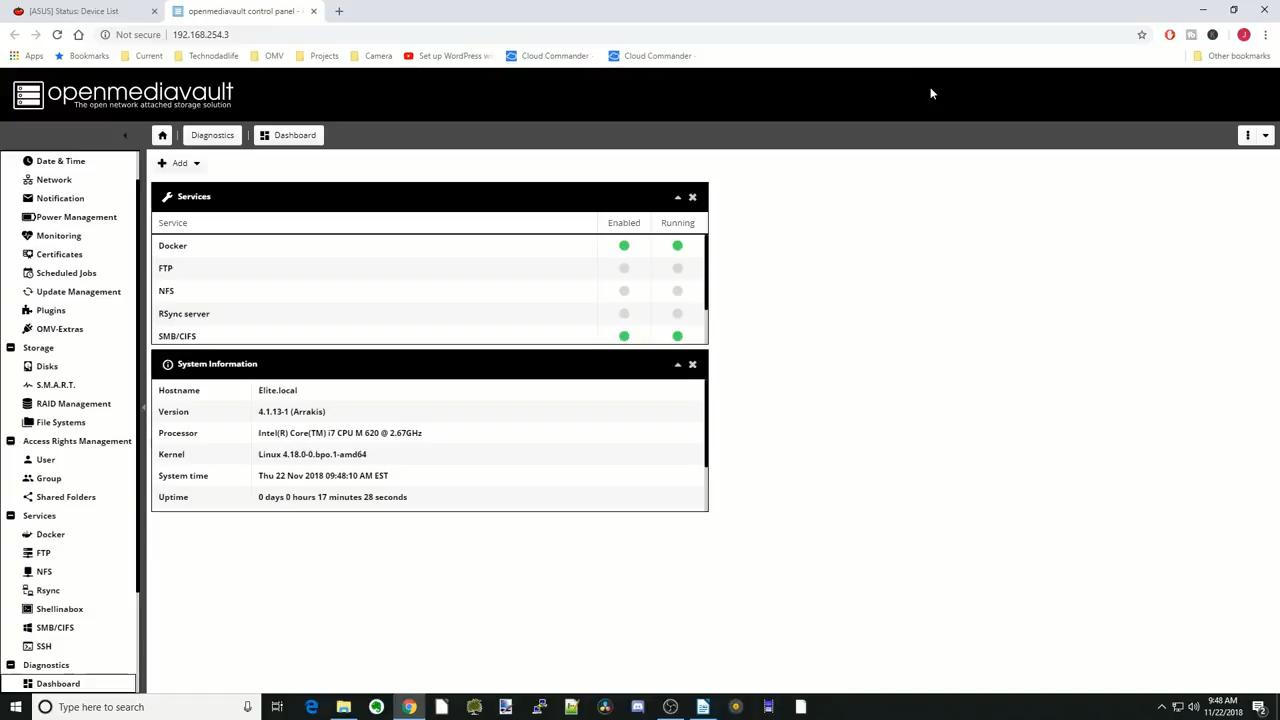 [ASUS] Status: Device List
openmediavault control panel -
Not secure
192.168.254.3
Apps
Bookmarks
Current
Technodadlife
OMV
Projects
Camera
Set up WordPress w
Cloud Commander
Cloud Commander
Other bookmarks
openmediavault
The open network attached storage solution
Diagnostics
Dashboard
Add
Date & Time
Network
Notification
Power Management
Monitoring
Certificates
Scheduled Jobs
Update Management
Plugins
OMV-Extras
Storage
Disks
S.M.A.R.T.
RAID Management
File Systems
Access Rights Management
User
Group
Shared Folders
Services
Docker
FTP
NFS
Rsync
Shellinabox
SMB/CIFS
SSH
Diagnostics
Dashboard
Services
Service Enabled Running
Docker
FTP
NFS
RSync server
SMB/CIFS
System Information
Hostname Elite.local
Version 4.1.13-1 (Arrakis)
Processor Intel(R) Core(TM) i7 CPU M 620 @ 2.67GHz
Kernel Linux 4.18.0-0.bpo.1-amd64
System time Thu 22 Nov 2018 09:48:10 AM EST
Uptime 0 days 0 hours 17 minutes 28 seconds
Type here to search
9:48 AM
11/22/2018
2